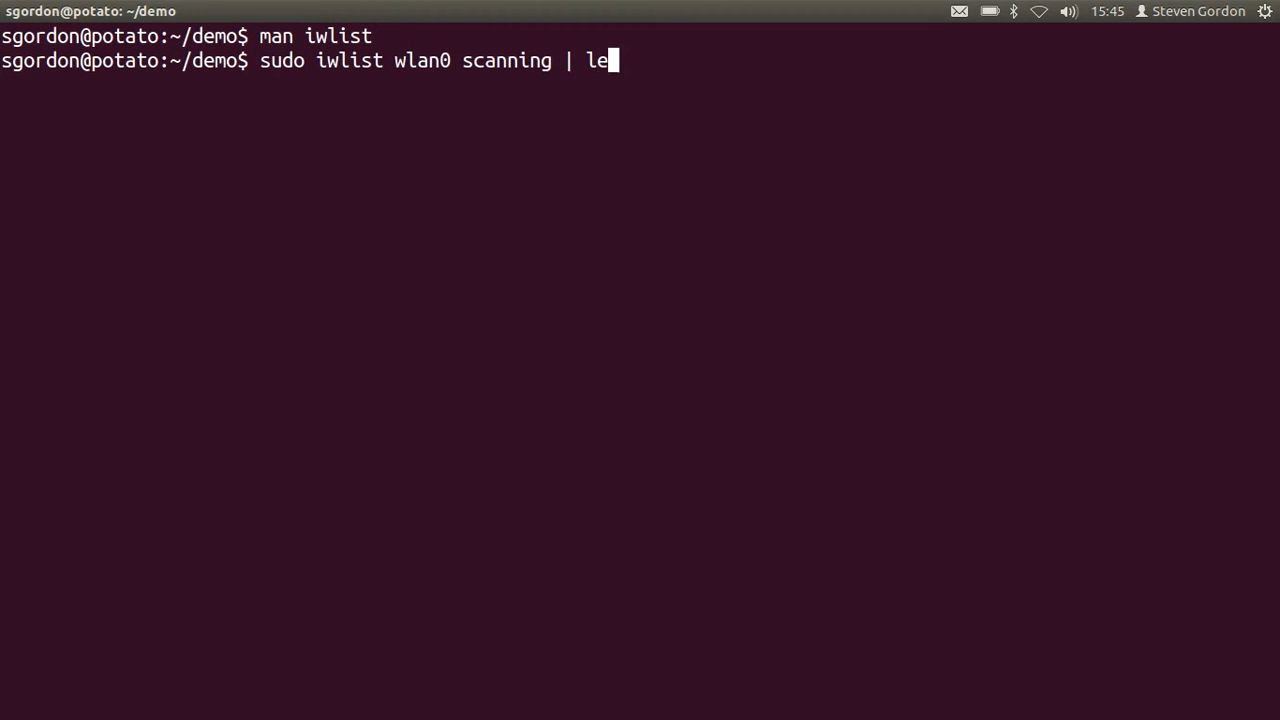 sgordon@potato: ~/demo 15:45 Steven Gordon
sgordon@potato:~/demo$ man iwlist
sgordon@potato:~/demo$ sudo iwlist wlan0 scanning | le